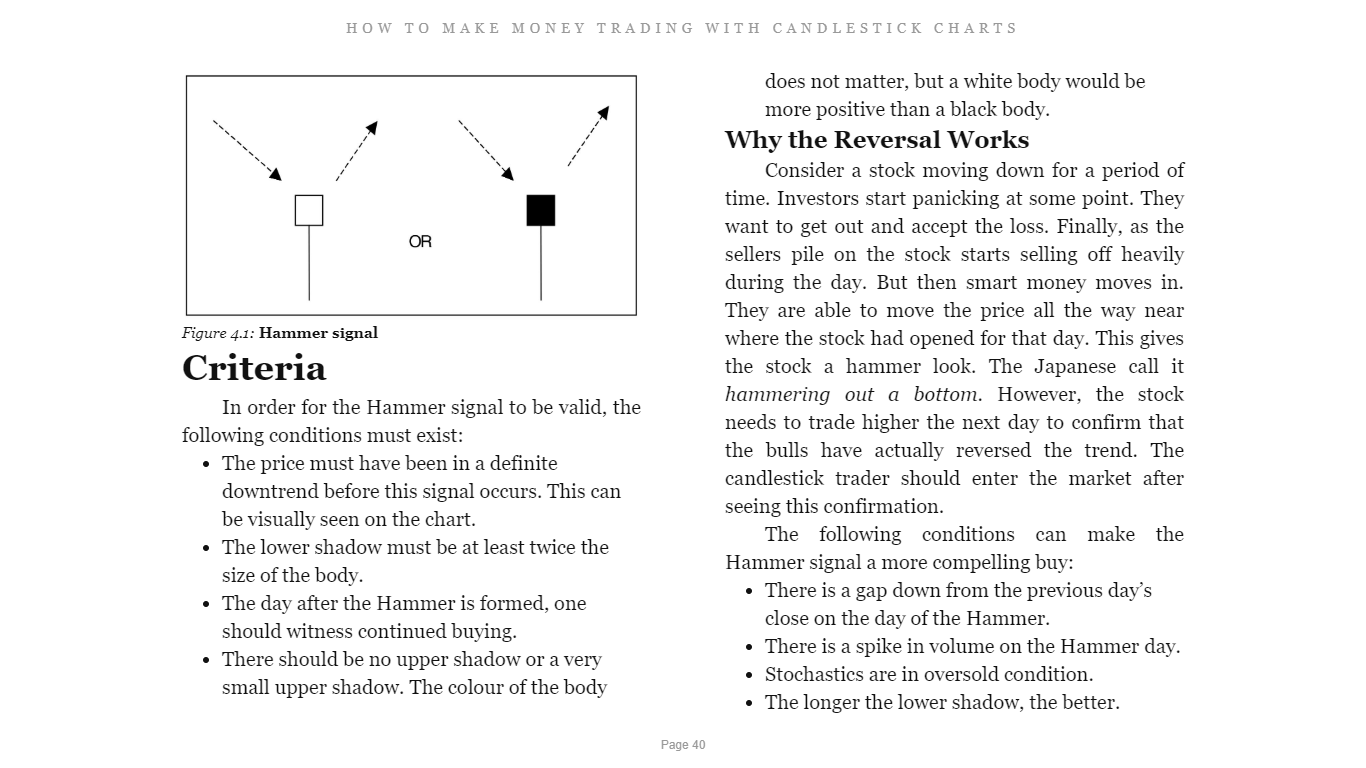 HOW TO MAKE MONEY TRADING WITH CANDLESTICK CHARTS
OR
Figure 4.1: Hammer signal
Criteria
In order for the Hammer signal to be valid, the
following conditions must exist:
• The price must have been in a definite
downtrend before this signal occurs. This can
be visually seen on the chart.
• The lower shadow must be at least twice the
size of the body.
• The day after the Hammer is formed, one
should witness continued buying.
• There should be no upper shadow or a very
small upper shadow. The colour of the body
does not matter, but a white body would be
more positive than a black body.
Why the Reversal Works
Consider a stock moving down for a period of
time. Investors start panicking at some point. They
want to get out and accept the loss. Finally, as the
sellers pile on the stock starts selling off heavily
during the day. But then smart money moves in.
They are able to move the price all the way near
where the stock had opened for that day. This gives
the stock a hammer look. The Japanese call it
hammering out a bottom. However, the stock
needs to trade higher the next day to confirm that
the bulls have actually reversed the trend. The
candlestick trader should enter the market after
seeing this confirmation.
The following conditions can make the
Hammer signal a more compelling buy:
• There is a gap down from the previous day’s
close on the day of the Hammer.
• There is a spike in volume on the Hammer day.
• Stochastics are in oversold condition.
• The longer the lower shadow, the better.
Page 40